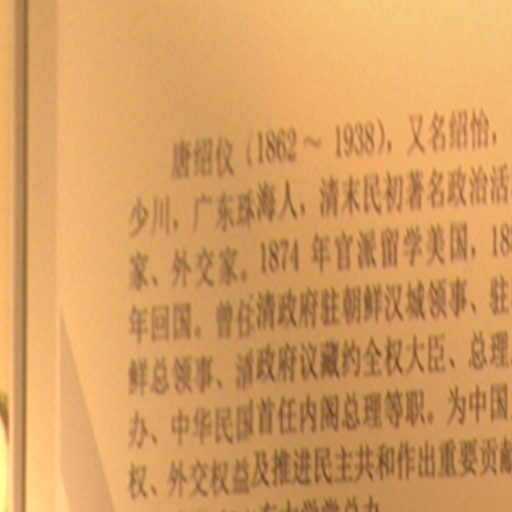 唐绍仪（1862～1938），又名绍怡，
少川，广东珠海人，清末民初著名政治活
家、外交家。1874年官派留学美国，18
年回国。曾任清政府驻朝鲜汉城领事、驻
鲜总领事、清政府议藏约全权大臣、总理
办、中华民国首任内阁总理等职。为中国
权、外交权益及推进民主共和作出重要贡献